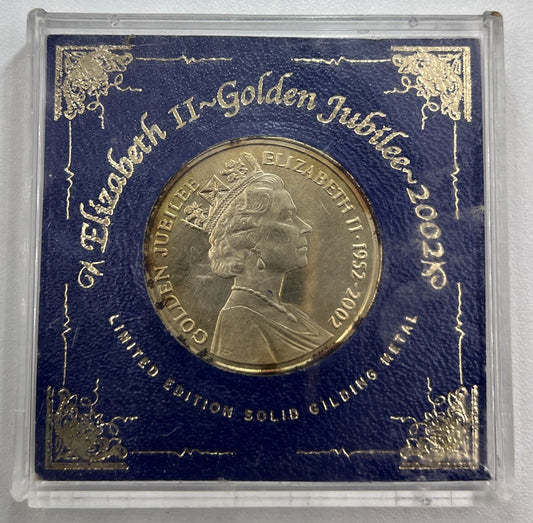 Elizabeth II~Golden Jubilee~2002
GOLDEN JUBILEE ELIZABETH II · 1952-2002
LIMITED EDITION SOLID GILDING METAL